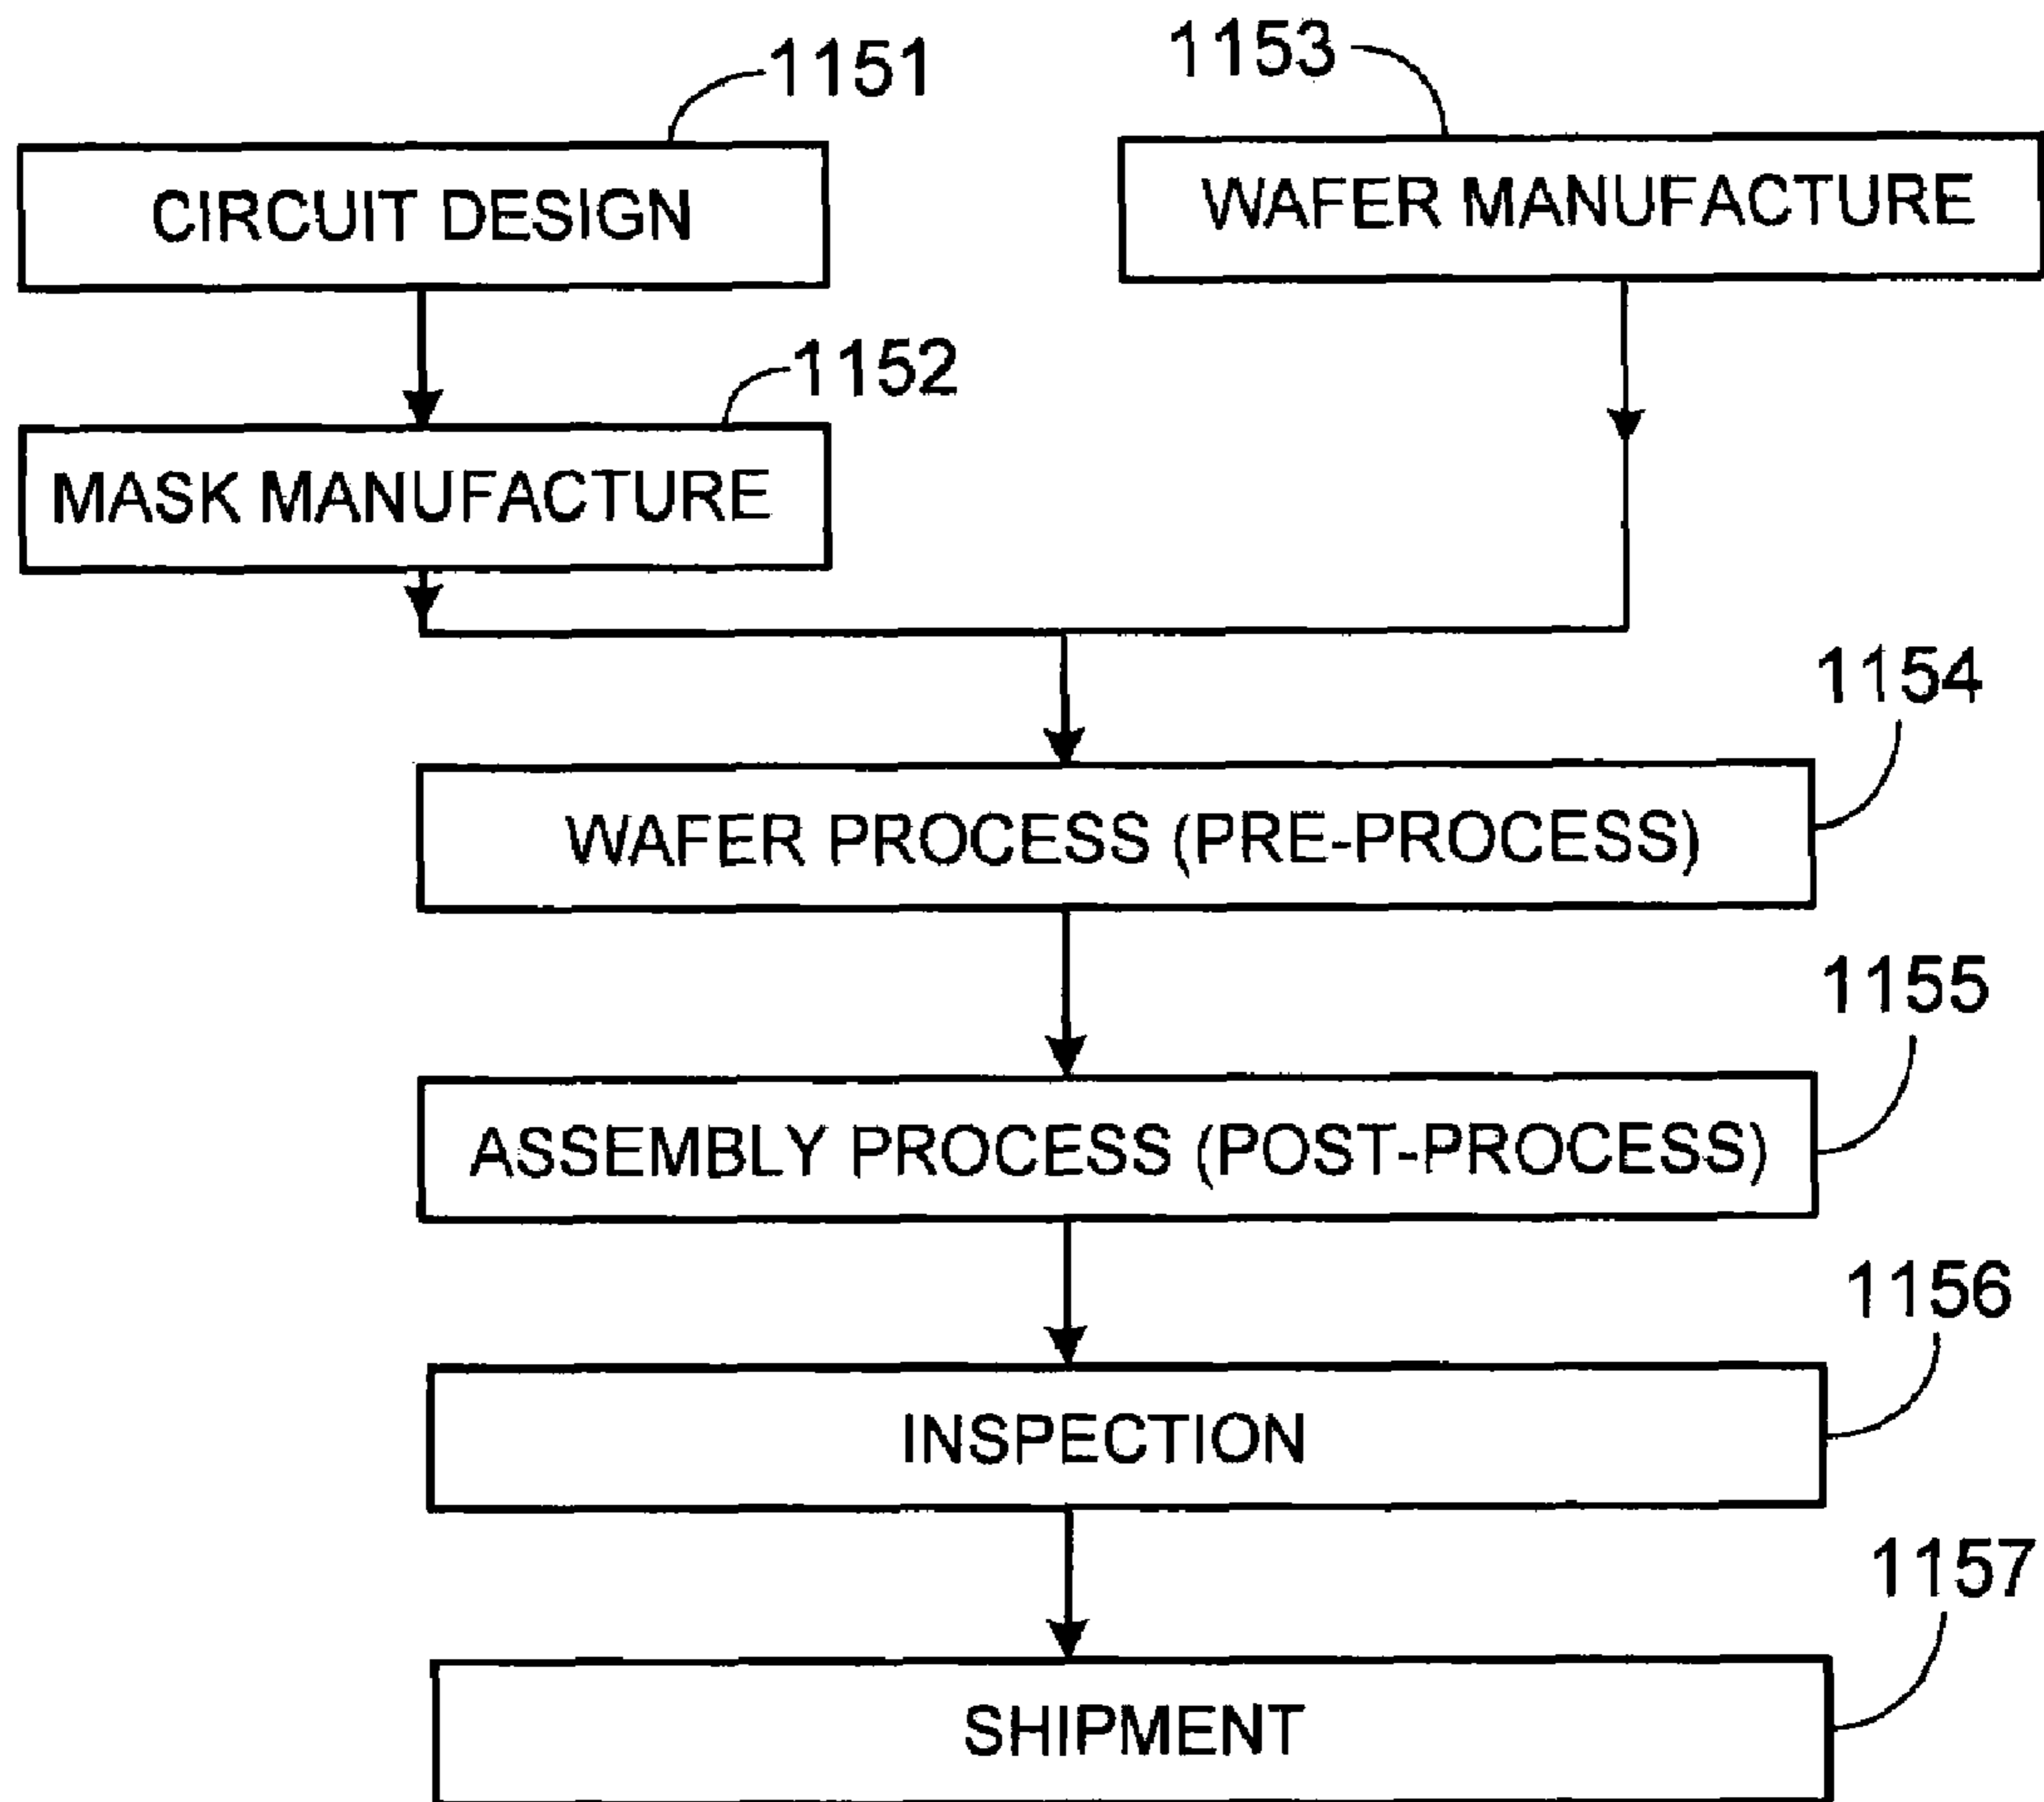 1151
1153
CIRCUIT DESIGN
WAFER MANUFACTURE
1152
MASK MANUFACTURE
1154
WAFER PROCESS (PRE-PROCESS)
1155
ASSEMBLY PROCESS (POST-PROCESS)
1156
INSPECTION
1157
SHIPMENT